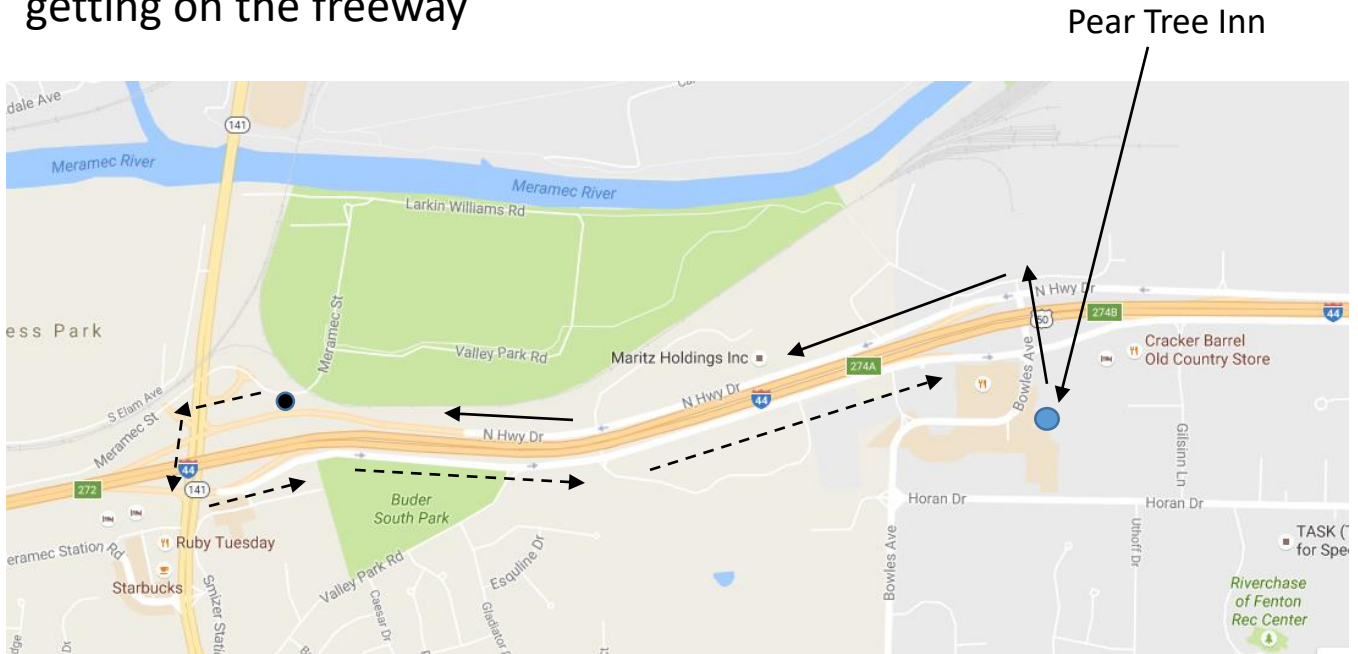 getting on the freeway
Pear Tree Inn
141
Meramec River
Meramec River
Larkin Williams Rd
N Hwy Dr
50
274B
44
ess Park
Meramec St
Valley Park Rd
Maritz Holdings Inc
Cracker Barrel
Old Country Store
274A
Bowles Ave
N Hwy Dr
44
S Elam Ave
Meramec St
N Hwy Dr
Gilsinn Ln
44
272
141
Buder
South Park
Horan Dr
Horan Dr
Ruby Tuesday
eramec Station Rd
Valley Park Rd
Esquline Dr
Bowles Ave
Uthoff Dr
TASK (
for Spe
Starbucks
Smizer Stati
Caesar Dr
Gladiator
Riverchase
of Fenton
Rec Center
dge
Dr
dale Ave